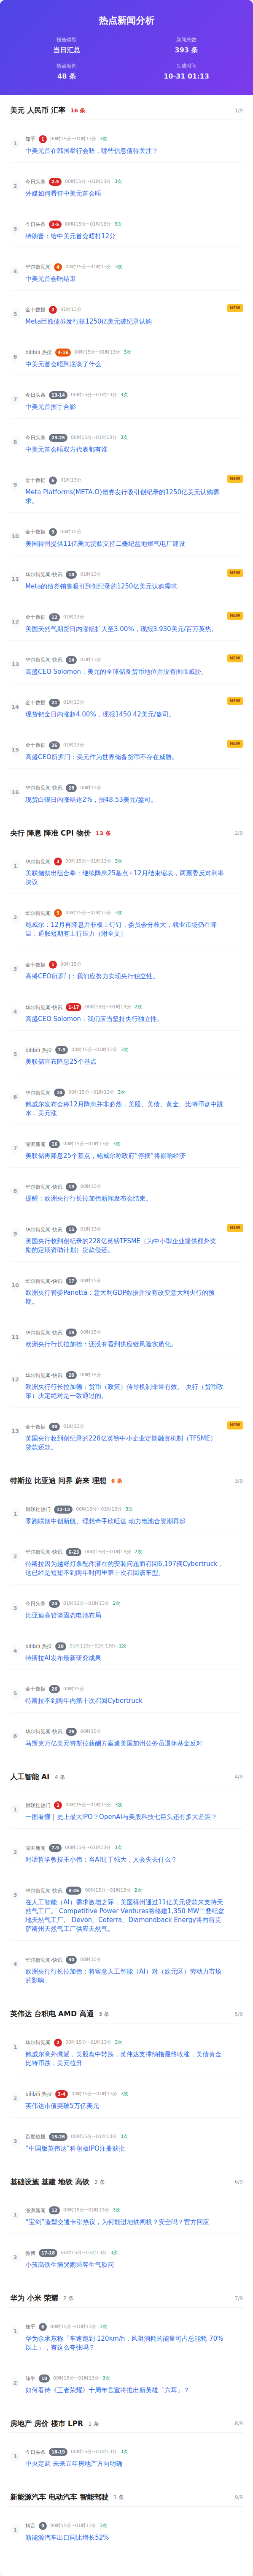 热点新闻分析
报告类型
新闻总数
当日汇总
393 条
热点新闻
生成时间
48 条
10-31 01:13
美元 人民币 汇率 16 条 1/9
1 知乎 1 00时15分~01时13分 3次
中美元首在韩国举行会晤，哪些信息值得关注？
2 今日头条 2-5 00时15分~01时13分 3次
外媒如何看待中美元首会晤
3 今日头条 2-5 00时15分~01时13分 3次
特朗普：给中美元首会晤打12分
4 华尔街见闻 4 00时15分~01时13分 3次
中美元首会晤结束
5 金十数据 2 01时13分 NEW
Meta巨额债券发行获1250亿美元破纪录认购
6 bilibili 热搜 4-16 00时15分~01时13分 3次
中美元首会晤到底谈了什么
7 今日头条 13-14 00时15分~01时13分 3次
中美元首握手合影
8 今日头条 23-25 00时15分~01时13分 3次
中美元首会晤双方代表都有谁
9 金十数据 6 01时13分 NEW
Meta Platforms(META.O)债券发行吸引创纪录的1250亿美元认购需
求。
10 金十数据 9 00时15分
美国得州提供11亿美元贷款支持二叠纪盆地燃气电厂建设
11 华尔街见闻·快讯 10 01时13分 NEW
Meta的债券销售吸引到创纪录的1250亿美元认购需求。
12 金十数据 12 01时13分 NEW
美国天然气期货日内涨幅扩大至3.00%，现报3.930美元/百万英热。
13 华尔街见闻·快讯 14 01时13分 NEW
高盛CEO Solomon：美元的全球储备货币地位并没有面临威胁。
14 金十数据 21 01时13分 NEW
现货钯金日内涨超4.00%，现报1450.42美元/盎司。
15 金十数据 26 01时13分 NEW
高盛CEO所罗门：美元作为世界储备货币不存在威胁。
16 华尔街见闻·快讯 28 00时15分
现货白银日内涨幅达2%，报48.53美元/盎司。
央行 降息 降准 CPI 物价 13 条 2/9
1 华尔街见闻 3 00时15分~01时13分 3次
美联储祭出组合拳：继续降息25基点+12月结束缩表，两票委反对利率
决议
2 华尔街见闻 5 00时15分~01时13分 3次
鲍威尔：12月再降息并非板上钉钉，委员会分歧大，就业市场仍在降
温，通胀短期有上行压力（附全文）
3 金十数据 1 00时15分
高盛CEO所罗门：我们应努力实现央行独立性。
4 华尔街见闻·快讯 1-17 00时15分~01时13分 2次
高盛CEO Solomon：我们应当坚持央行独立性。
5 bilibili 热搜 7-9 00时15分~01时13分 3次
美联储宣布降息25个基点
6 华尔街见闻 10 00时15分~01时13分 3次
鲍威尔发布会称12月降息并非必然，美股、美债、黄金、比特币盘中跳
水，美元涨
7 澎湃新闻 16 00时15分~01时13分 3次
美联储再降息25个基点，鲍威尔称政府“停摆”将影响经济
8 华尔街见闻·快讯 13 00时15分
提醒：欧洲央行行长拉加德新闻发布会结束。
9 华尔街见闻·快讯 15 01时13分 NEW
英国央行收到创纪录的228亿英镑TFSME（为中小型企业提供额外奖
励的定期资助计划）贷款偿还。
10 华尔街见闻·快讯 17 00时15分
欧洲央行管委Panetta：意大利GDP数据并没有改变意大利央行的预
期。
11 华尔街见闻·快讯 19 00时15分
欧洲央行行长拉加德：还没有看到供应链风险实质化。
12 华尔街见闻·快讯 20 00时15分
欧洲央行行长拉加德：货币（政策）传导机制非常有效。 央行（货币政
策）决定绝对是一致通过的。
13 金十数据 30 01时13分 NEW
英国央行收到创纪录的228亿英镑中小企业定期融资机制（TFSME）
贷款还款。
特斯拉 比亚迪 问界 蔚来 理想 6 条 3/9
1 财联社热门 12-13 00时15分~01时13分 3次
零跑联姻中创新航、理想牵手欣旺达 动力电池合资潮再起
2 华尔街见闻·快讯 6-23 00时15分~01时13分 2次
特斯拉因为越野灯条配件潜在的安装问题而召回6,197辆Cybertruck，
这已经是短短不到两年时间里第十次召回该车型。
3 今日头条 24 01时12分~01时13分 2次
比亚迪高管谈固态电池布局
4 bilibili 热搜 30 01时12分~01时13分 2次
特斯拉AI发布最新研究成果
5 金十数据 26 00时15分
特斯拉不到两年内第十次召回Cybertruck
6 华尔街见闻·快讯 26 00时15分
马斯克万亿美元特斯拉薪酬方案遭美国加州公务员退休基金反对
人工智能 AI 4 条 4/9
1 财联社热门 1 00时15分~01时13分 3次
一图看懂 | 史上最大IPO？OpenAI与美股科技七巨头还有多大差距？
2 澎湃新闻 7-9 00时15分~01时13分 3次
对话哲学教授王小伟：当AI过于强大，人会失去什么？
3 华尔街见闻·快讯 8-26 00时15分~01时13分 2次
在人工智能（AI）需求激增之际，美国得州通过11亿美元贷款来支持天
然气工厂。 Competitive Power Ventures将修建1,350 MW二叠纪盆
地天然气工厂。 Devon、Coterra、Diamondback Energy将向得克
萨斯州天然气工厂供应天然气。
4 华尔街见闻·快讯 30 00时15分
欧洲央行行长拉加德：将留意人工智能（AI）对（欧元区）劳动力市场
的影响。
英伟达 台积电 AMD 高通 3 条 5/9
1 华尔街见闻 2 00时15分~01时13分 3次
鲍威尔意外鹰派，美股盘中转跌，英伟达支撑纳指最终收涨，美债黄金
比特币跌，美元拉升
2 bilibili 热搜 3-4 00时15分~01时13分 3次
英伟达市值突破5万亿美元
3 百度热搜 15-26 00时15分~01时13分 3次
“中国版英伟达”科创板IPO注册获批
基础设施 基建 地铁 高铁 2 条 6/9
1 澎湃新闻 12 00时15分~01时13分 3次
“宝剑”造型交通卡引热议，为何能进地铁闸机？安全吗？官方回应
2 微博 17-18 00时15分~01时13分 3次
小孩高铁生病哭闹乘客生气质问
华为 小米 荣耀 2 条 7/9
1 知乎 6 00时15分~01时13分 3次
华为余承东称「车速跑到 120km/h，风阻消耗的能量可占总能耗 70%
以上」，有这么夸张吗？
2 知乎 10 00时15分~01时13分 3次
如何看待《王者荣耀》十周年官宣将推出新英雄「六耳」？
房地产 房价 楼市 LPR 1 条 8/9
1 今日头条 18-19 00时15分~01时13分 3次
中央定调 未来五年房地产方向明确
新能源汽车 电动汽车 智能驾驶 1 条 9/9
1 抖音 9 00时15分~01时13分 3次
新能源汽车出口同比增长52%